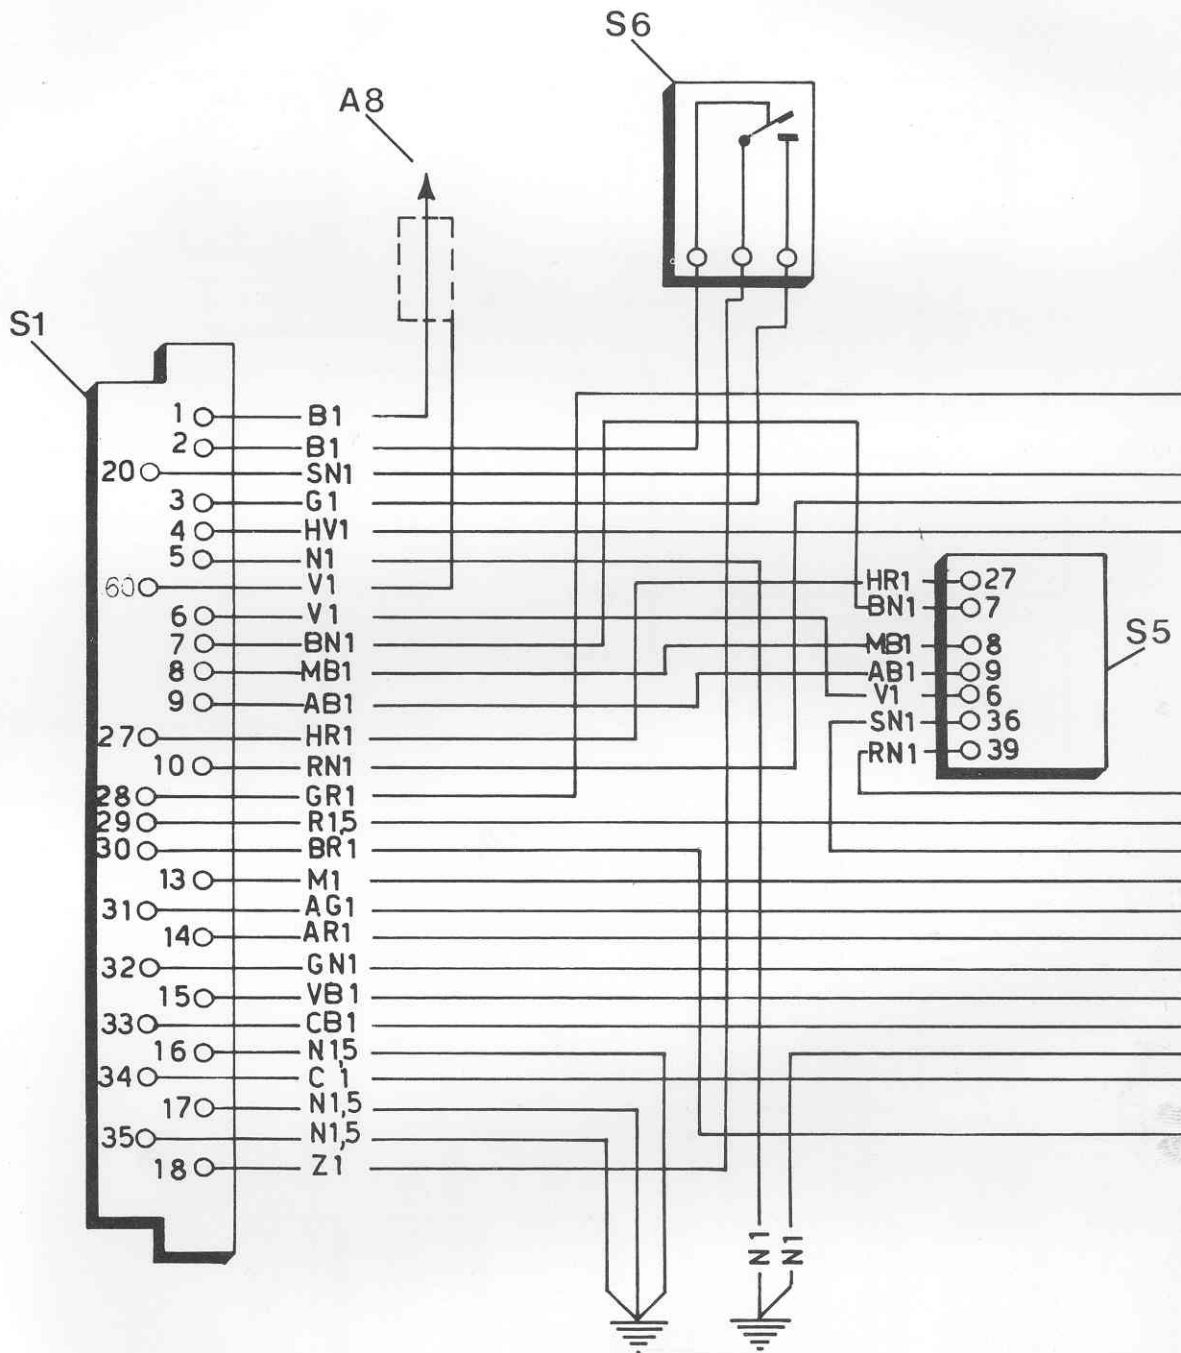 S6
A8
S1
1 B1
2 B1
20 SN1
3 G1
4 HV1
5 N1
60 V1
6 V1
7 BN1
8 MB1
9 AB1
27 HR1
10 RN1
28 GR1
29 R1,5
30 BR1
13 M1
31 AG1
14 AR1
32 GN1
15 VB1
33 CB1
16 N1,5
34 C 1
17 N1,5
35 N1,5
18 Z1
HR1 27
BN1 7
MB1 8
AB1 9
V1 6
SN1 36
RN1 39
S5
N1
N1